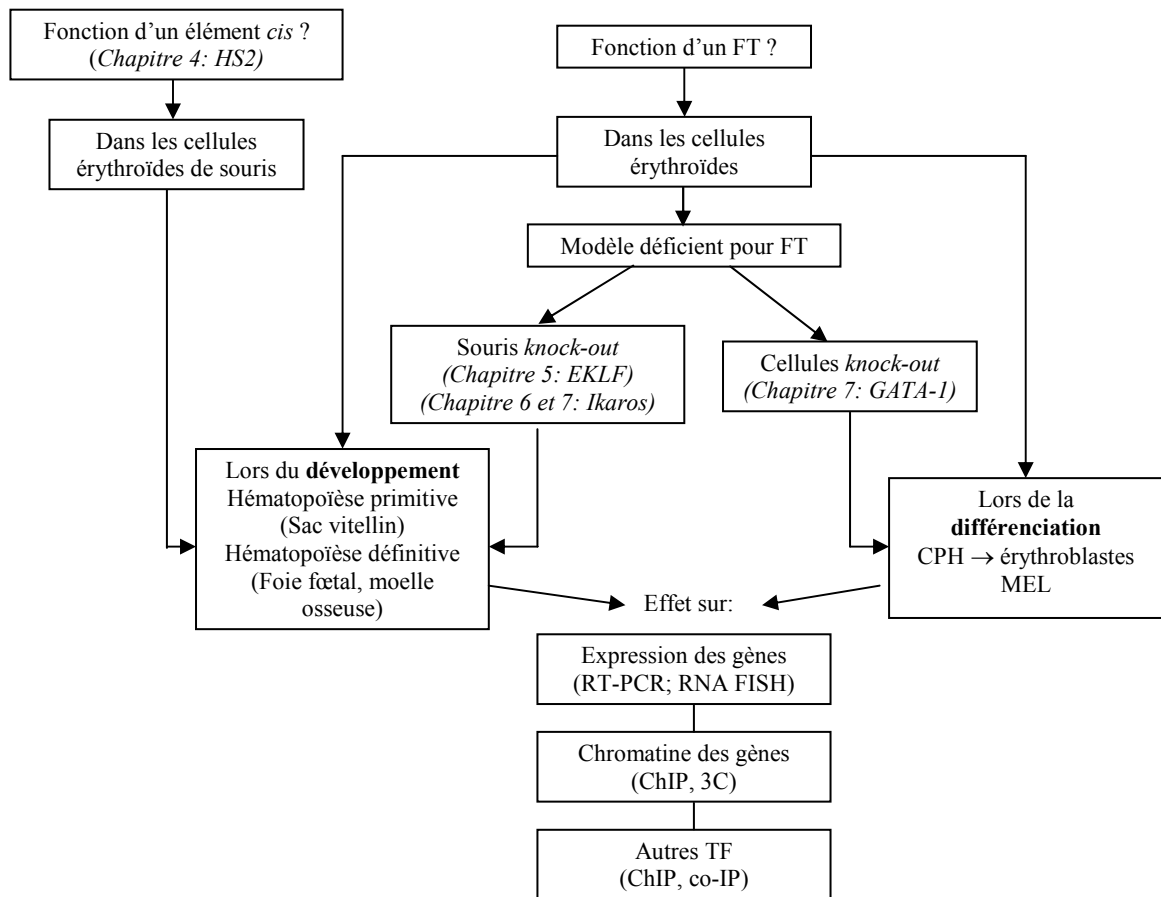 Fonction d’un élément cis ?
(Chapitre 4: HS2)
Fonction d’un FT ?
Dans les cellules
érythroïdes de souris
Dans les cellules
érythroïdes
Modèle déficient pour FT
Souris knock-out
(Chapitre 5: EKLF)
(Chapitre 6 et 7: Ikaros)
Cellules knock-out
(Chapitre 7: GATA-1)
Lors du développement
Hématopoïèse primitive
(Sac vitellin)
Hématopoïèse définitive
(Foie fœtal, moelle
osseuse)
Lors de la
différenciation
CPH → érythroblastes
MEL
Effet sur:
Expression des gènes
(RT-PCR; RNA FISH)
Chromatine des gènes
(ChIP, 3C)
Autres TF
(ChIP, co-IP)